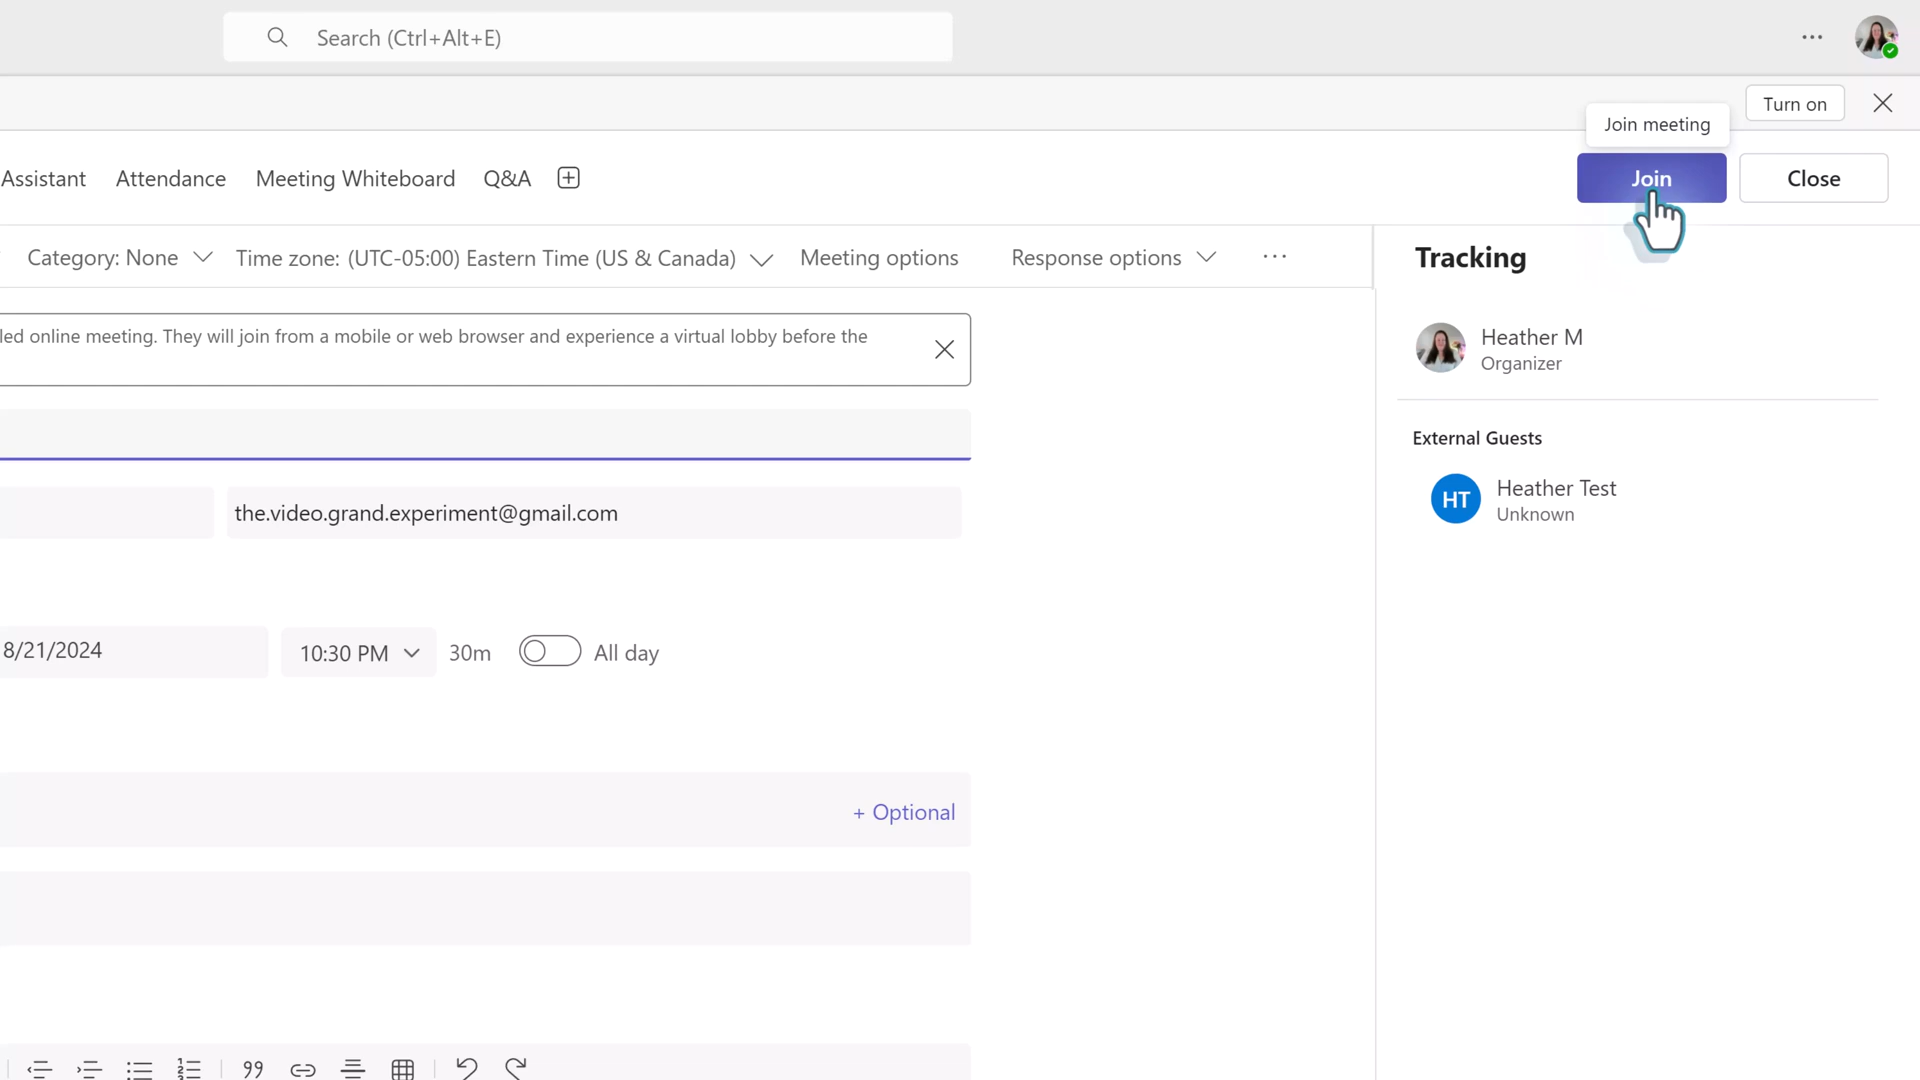 Search (Ctrl+Alt+E)
Turn on
Join meeting
Assistant Attendance Meeting Whiteboard Q&A
Join Close
Category: None Time zone: (UTC-05:00) Eastern Time (US & Canada) Meeting options Response options
Tracking
led online meeting. They will join from a mobile or web browser and experience a virtual lobby before the
Heather M
Organizer
External Guests
HT
Heather Test
Unknown
the.video.grand.experiment@gmail.com
8/21/2024 10:30 PM 30m All day
+ Optional